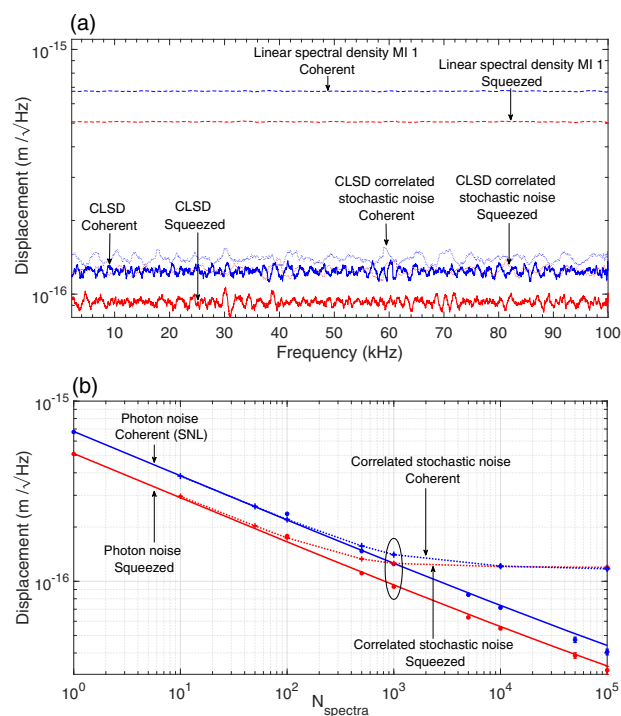 (a)
10⁻¹⁵
Linear spectral density MI 1
Coherent
Linear spectral density MI 1
Squeezed
CLSD
Coherent
CLSD
Squeezed
CLSD correlated
stochastic noise
Coherent
CLSD correlated
stochastic noise
Squeezed
10⁻¹⁶
Displacement (m /√Hz)
10 20 30 40 50 60 70 80 90 100
Frequency (kHz)
(b)
10⁻¹⁵
Photon noise
Coherent (SNL)
Correlated stochastic noise
Coherent
10⁻¹⁶
Photon noise
Squeezed
Correlated stochastic noise
Squeezed
Displacement (m /√Hz)
10⁰ 10¹ 10² 10³ 10⁴ 10⁵
N_spectra